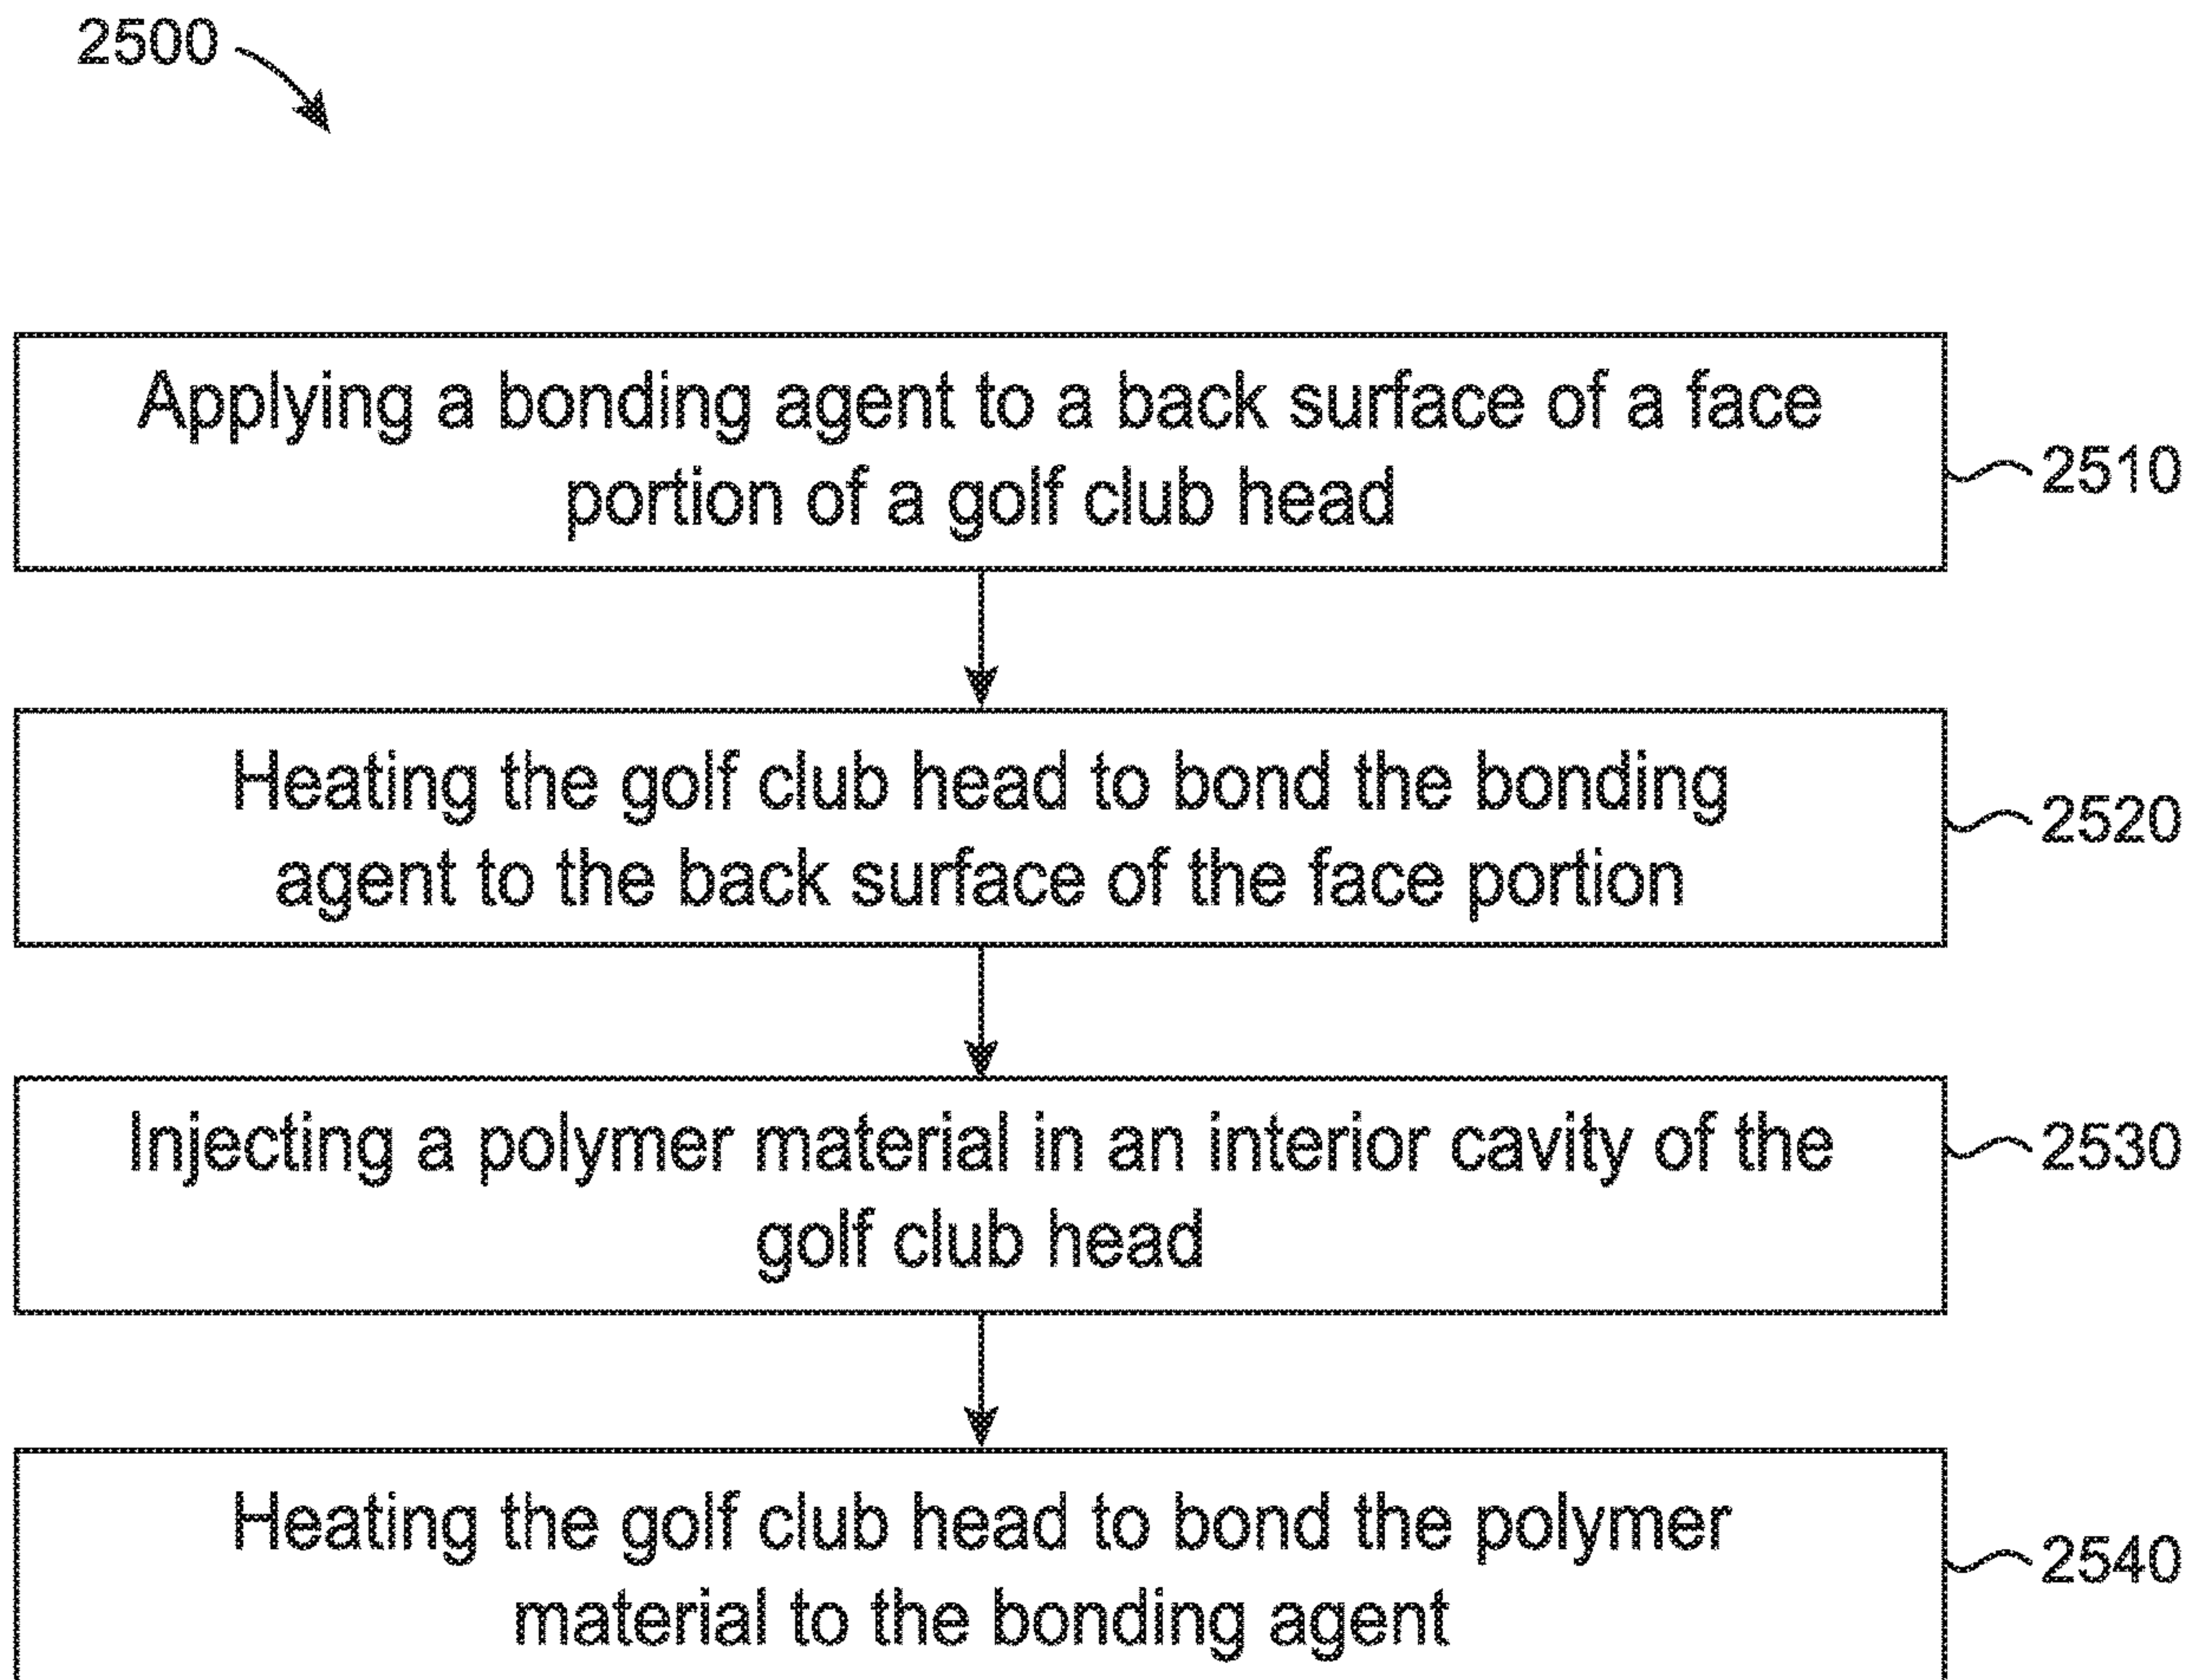 2500
Applying a bonding agent to a back surface of a face
portion of a golf club head
2510
Heating the golf club head to bond the bonding
agent to the back surface of the face portion
2520
Injecting a polymer material in an interior cavity of the
golf club head
2530
Heating the golf club head to bond the polymer
material to the bonding agent
2540